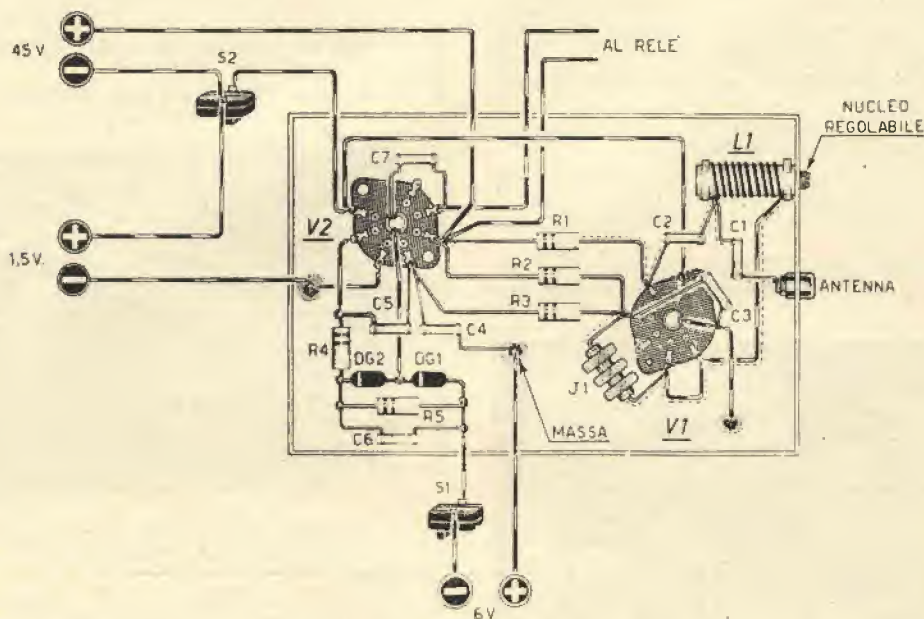 45 V
S2
AL RELE'
NUCLEO
REGOLABILE
L1
C7
V2
R1
C2
C1
1,5 V.
R2
ANTENNA
C5
R3
C3
C4
R4
DG2
DG1
J1
R5
MASSA
V1
C6
S1
6V